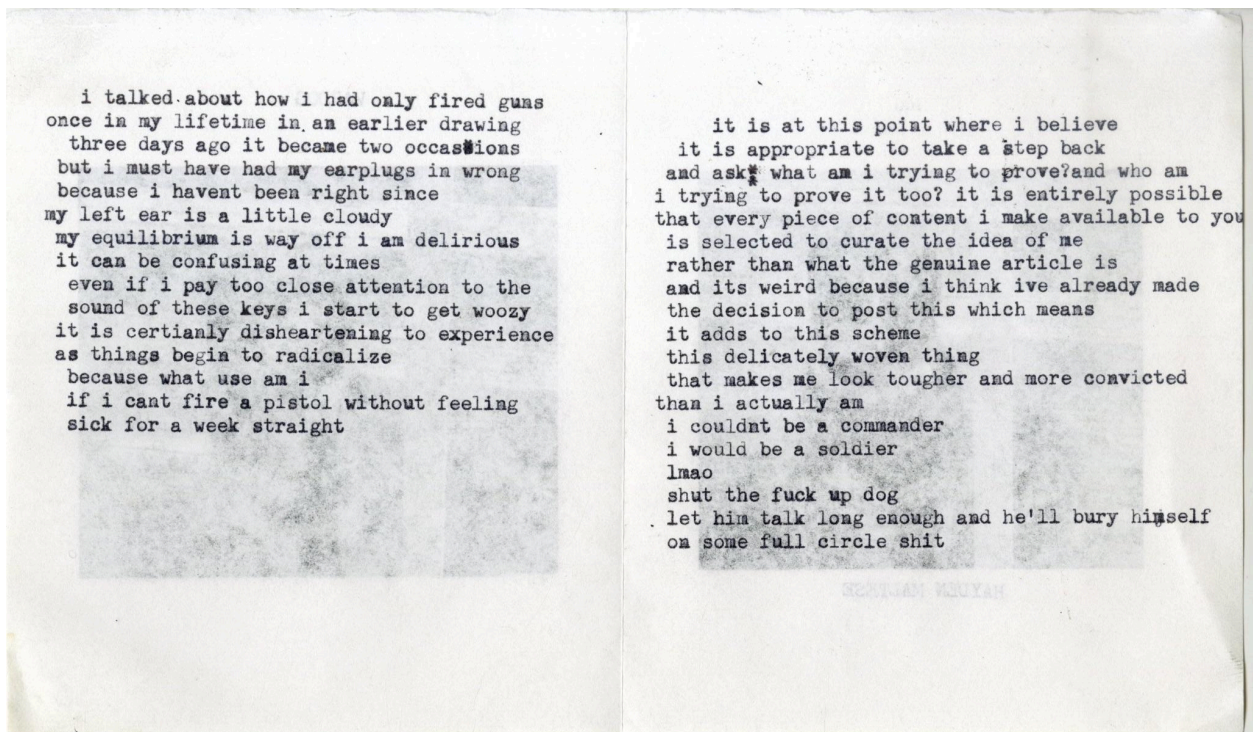 i talked about how i had only fired guns
once in my lifetime in an earlier drawing
three days ago it became two occassions
but i must have had my earplugs in wrong
because i havent been right since
my left ear is a little cloudy
my equilibrium is way off i am delirious
it can be confusing at times
even if i pay too close attention to the
sound of these keys i start to get woozy
it is certianly disheartening to experience
as things begin to radicalize
because what use am i
if i cant fire a pistol without feeling
sick for a week straight
it is at this point where i believe
it is appropriate to take a step back
and ask: what am i trying to prove?and who am
i trying to prove it too? it is entirely possible
that every piece of content i make available to you
is selected to curate the idea of me
rather than what the genuine article is
and its weird because i think ive already made
the decision to post this which means
it adds to this scheme
this delicately woven thing
that makes me look tougher and more convicted
than i actually am
i couldnt be a commander
i would be a soldier
lmao
shut the fuck up dog
let him talk long enough and he'll bury himself
on some full circle shit
HAYDEN MALTESE